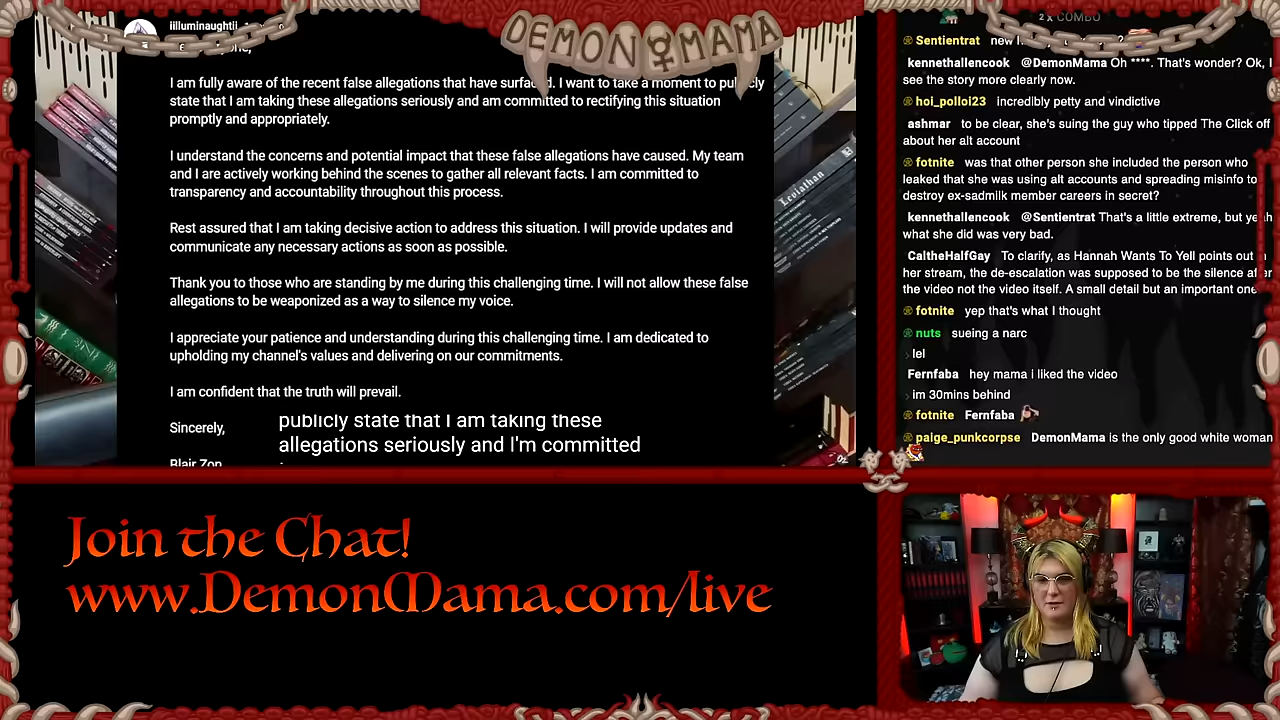 DEMON MAMA
iilluminaughtii
I am fully aware of the recent false allegations that have surfaced. I want to take a moment to publicly
state that I am taking these allegations seriously and am committed to rectifying this situation
promptly and appropriately.
I understand the concerns and potential impact that these false allegations have caused. My team
and I are actively working behind the scenes to gather all relevant facts. I am committed to
transparency and accountability throughout this process.
Rest assured that I am taking decisive action to address this situation. I will provide updates and
communicate any necessary actions as soon as possible.
Thank you to those who are standing by me during this challenging time. I will not allow these false
allegations to be weaponized as a way to silence my voice.
I appreciate your patience and understanding during this challenging time. I am dedicated to
upholding my channel's values and delivering on our commitments.
I am confident that the truth will prevail.
Sincerely,
Blair Zon
publicly state that I am taking these
allegations seriously and I'm committed
Leviathan
2 x COMBO
Sentientrat new
kennethallencook @DemonMama Oh ****. That's wonder? Ok, I
see the story more clearly now.
hoi_polloi23 incredibly petty and vindictive
ashmar to be clear, she's suing the guy who tipped The Click off
about her alt account
fotnite was that other person she included the person who
leaked that she was using alt accounts and spreading misinfo to
destroy ex-sadmilk member careers in secret?
kennethallencook @Sentientrat That's a little extreme, but yeah
what she did was very bad.
CaltheHalfGay To clarify, as Hannah Wants To Yell points out in
her stream, the de-escalation was supposed to be the silence after
the video not the video itself. A small detail but an important one
fotnite yep that's what I thought
nuts sueing a narc
lel
Fernfaba hey mama i liked the video
im 30mins behind
fotnite Fernfaba
paige_punkcorpse DemonMama is the only good white woman
Join the Chat!
www.DemonMama.com/live